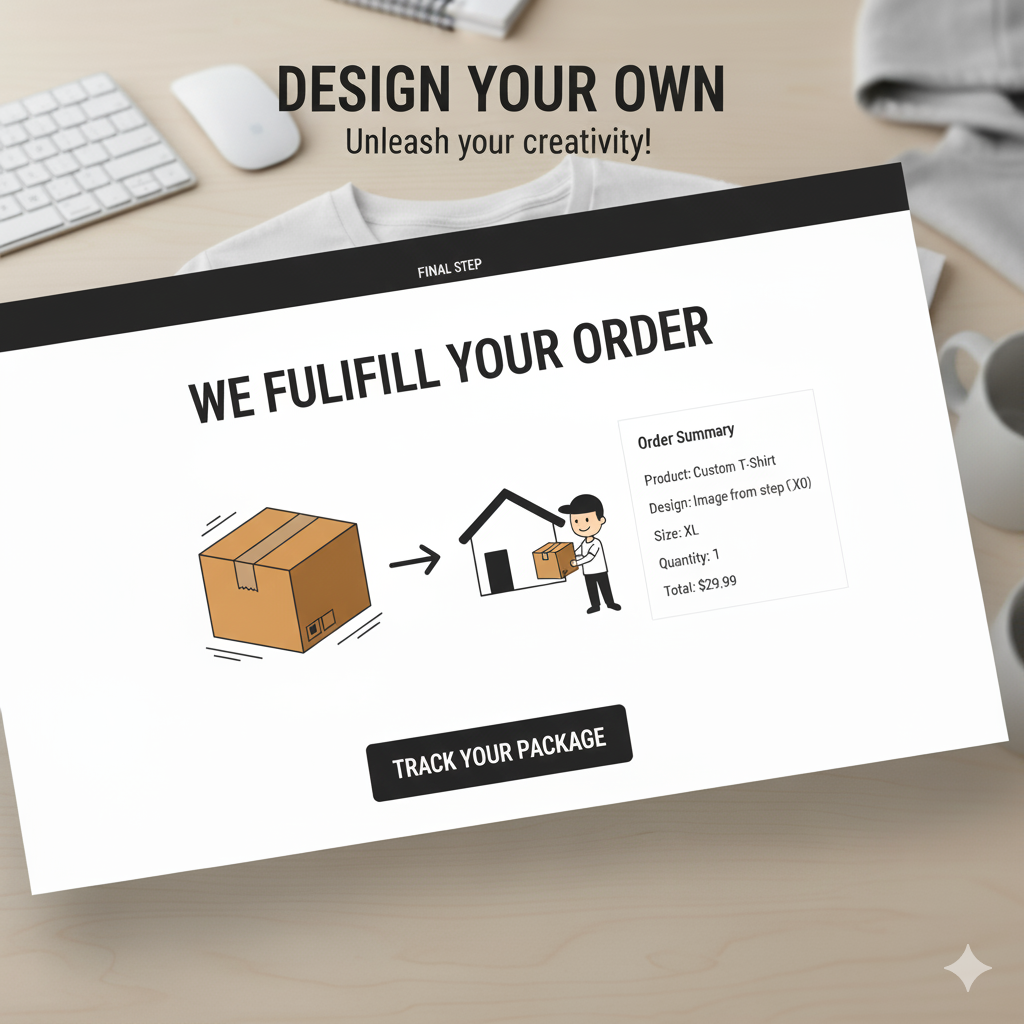 DESIGN YOUR OWN
Unleash your creativity!
FINAL STEP
WE FULIFILL YOUR ORDER
Order Summary
Product: Custom T-Shirt
Design: Image from step (X0)
Size: XL
Quantity: 1
Total: $29.99
TRACK YOUR PACKAGE